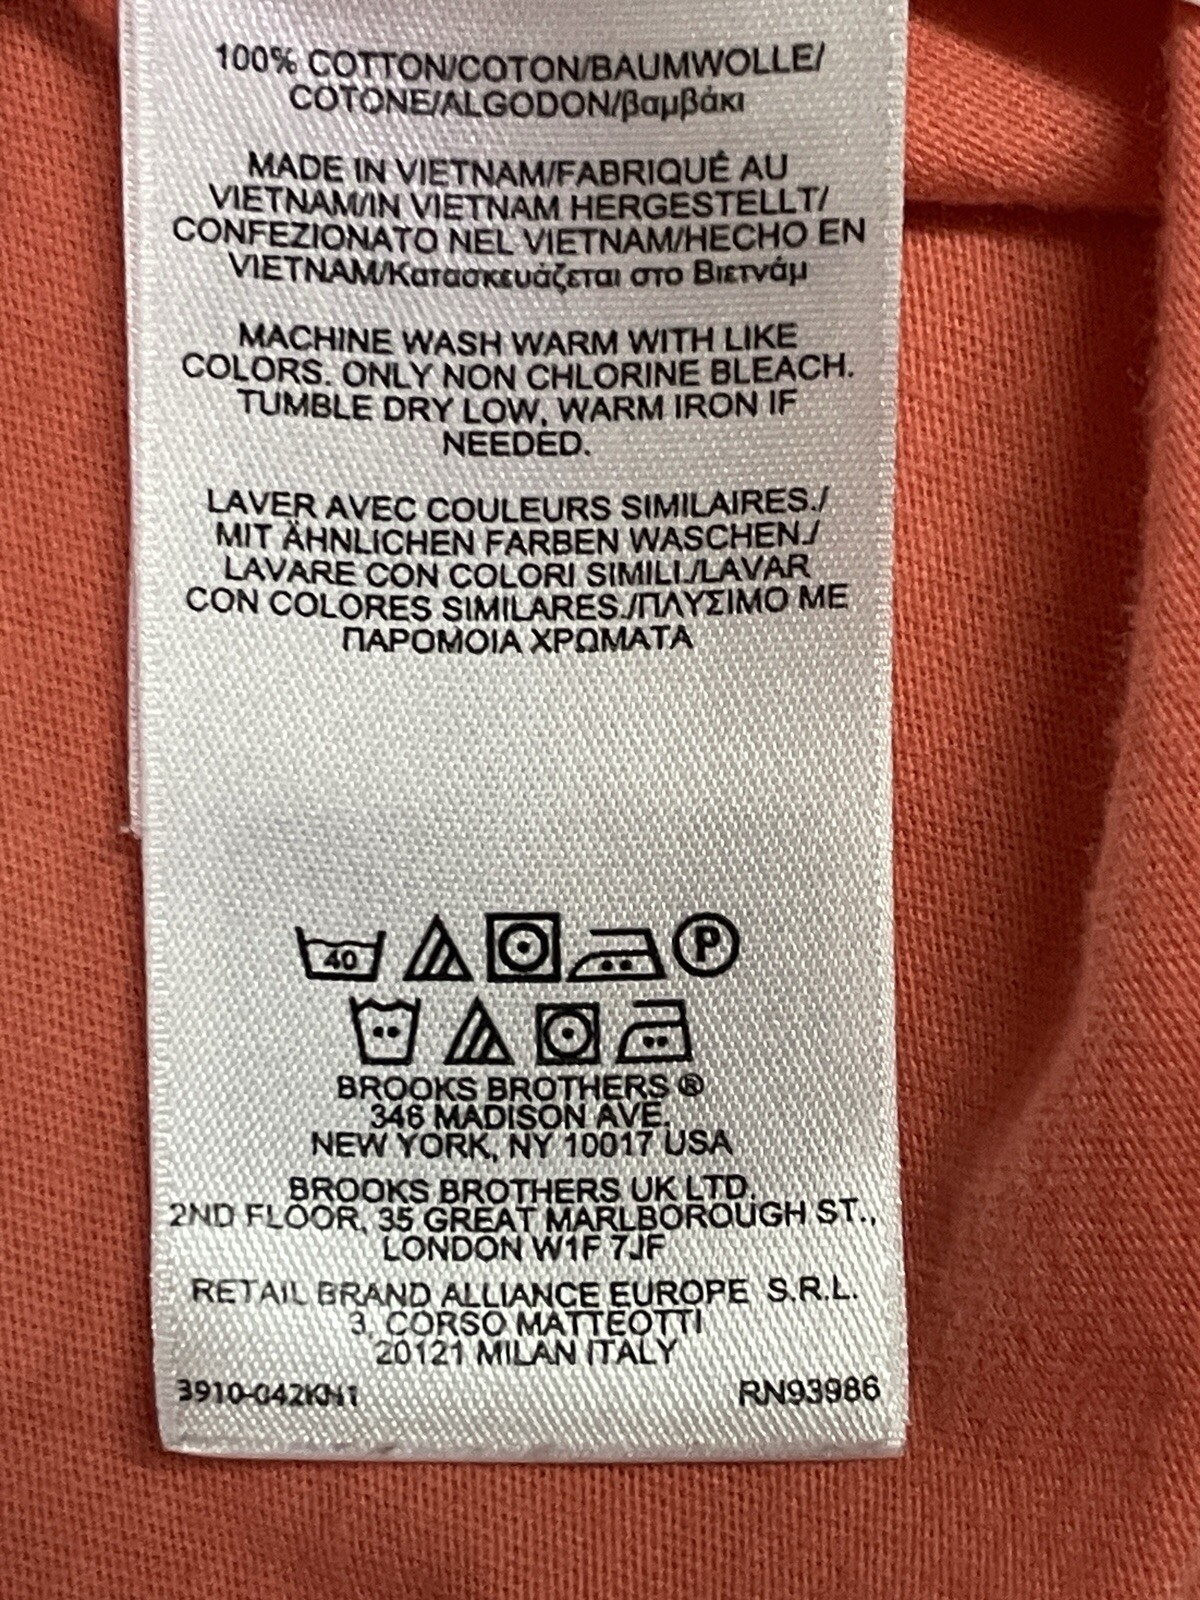 100% COTTON/COTON/BAUMWOLLE/
COTONE/ALGODON/βαμβάκι
MADE IN VIETNAM/FABRIQUÉ AU
VIETNAM/IN VIETNAM HERGESTELLT/
CONFEZIONATO NEL VIETNAM/HECHO EN
VIETNAM/Κατασκευάζεται στο Βιετνάμ
MACHINE WASH WARM WITH LIKE
COLORS. ONLY NON CHLORINE BLEACH.
TUMBLE DRY LOW, WARM IRON IF
NEEDED.
LAVER AVEC COULEURS SIMILAIRES./
MIT ÄHNLICHEN FARBEN WASCHEN./
LAVARE CON COLORI SIMILI./LAVAR
CON COLORES SIMILARES./ΠΛΥΣΙΜΟ ΜΕ
ΠΑΡΟΜΟΙΑ ΧΡΩΜΑΤΑ
40 P
BROOKS BROTHERS ®
346 MADISON AVE.
NEW YORK, NY 10017 USA
BROOKS BROTHERS UK LTD.
2ND FLOOR, 35 GREAT MARLBOROUGH ST.,
LONDON W1F 7JF
RETAIL BRAND ALLIANCE EUROPE S.R.L.
3, CORSO MATTEOTTI
20121 MILAN ITALY
RN93986